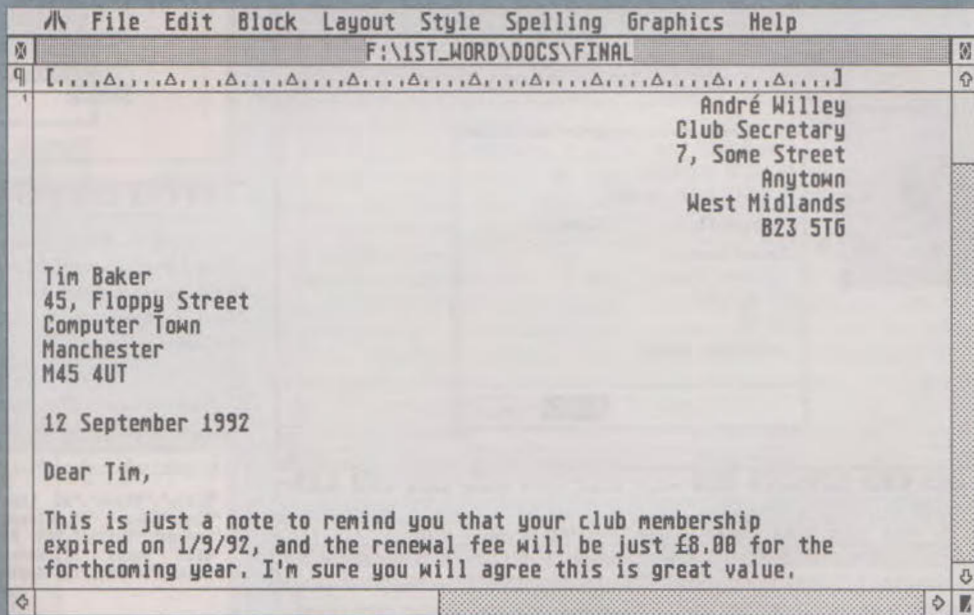 File Edit Block Layout Style Spelling Graphics Help
F:\1ST_WORD\DOCS\FINAL
André Willey
Club Secretary
7, Some Street
Anytown
West Midlands
B23 5TG
Tim Baker
45, Floppy Street
Computer Town
Manchester
M45 4UT
12 September 1992
Dear Tim,
This is just a note to remind you that your club membership
expired on 1/9/92, and the renewal fee will be just £8.00 for the
forthcoming year. I'm sure you will agree this is great value.